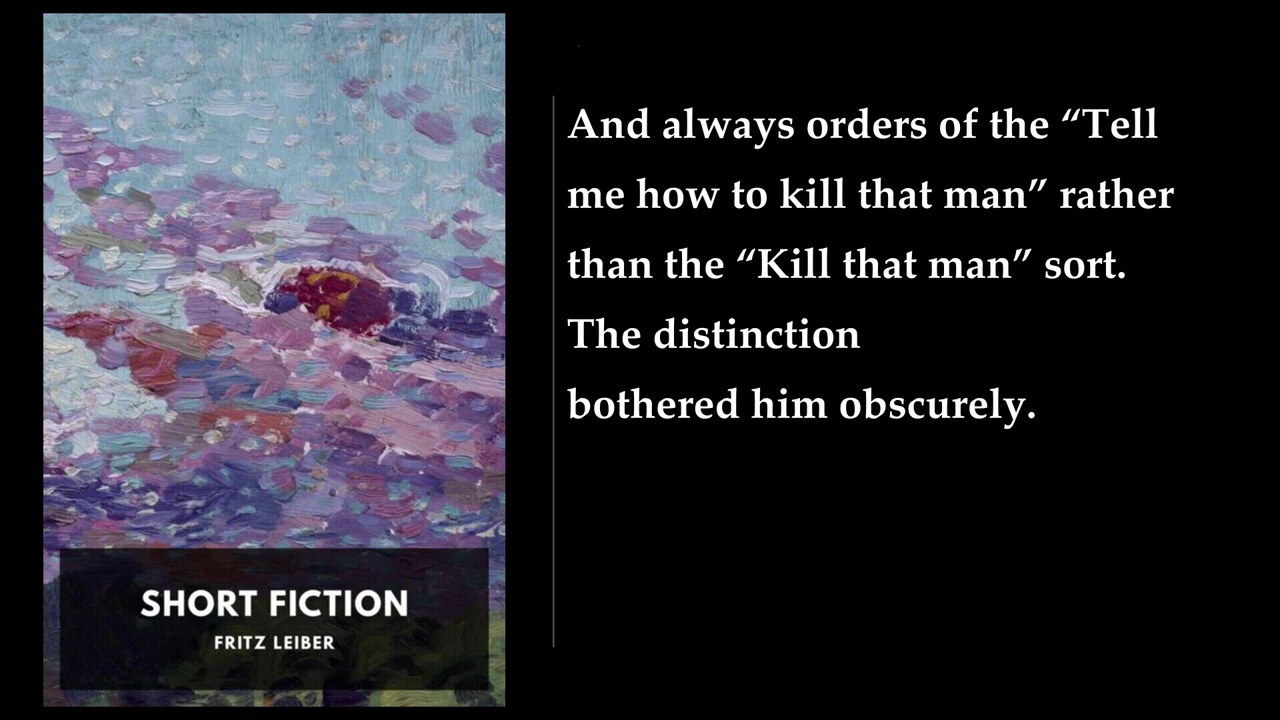 And always orders of the “Tell
me how to kill that man” rather
than the “Kill that man” sort.
The distinction
bothered him obscurely.
SHORT FICTION
FRITZ LEIBER